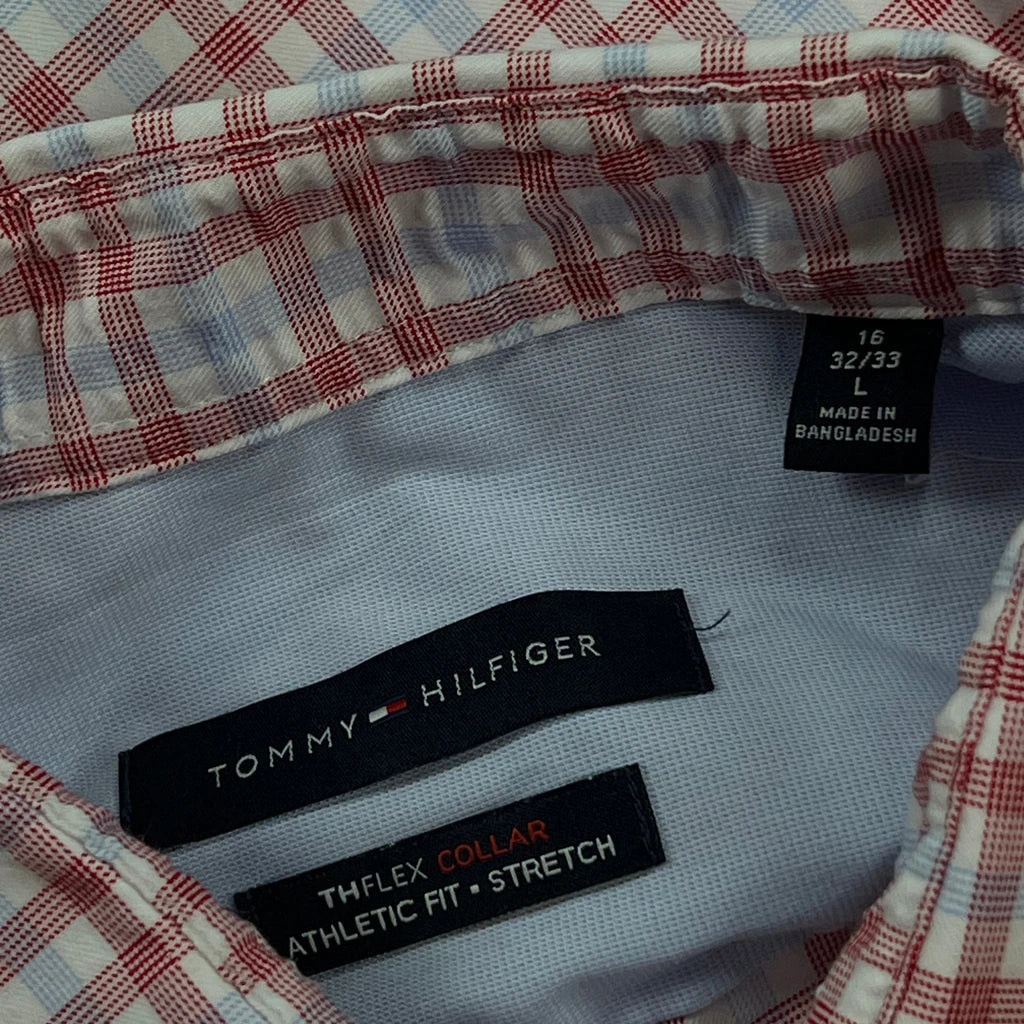 16
32/33
L
MADE IN
BANGLADESH
TOMMY HILFIGER
THFLEX COLLAR
ATHLETIC FIT▪STRETCH